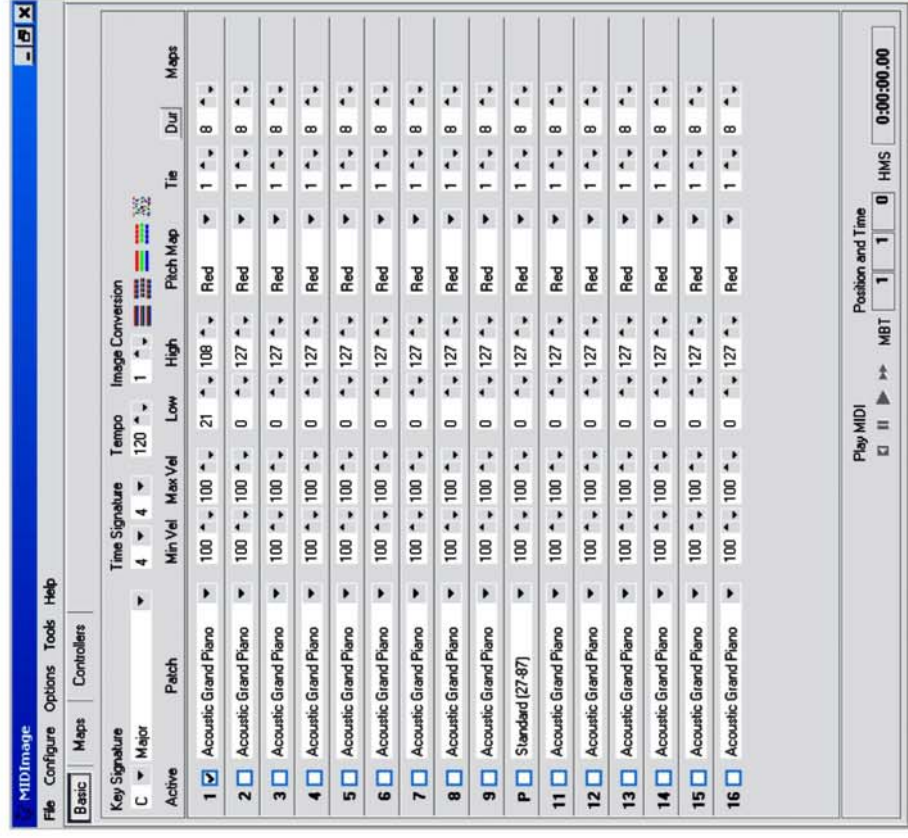 MIDImage
File Configure Options Tools Help
Basic Maps Controllers
Key Signature Time Signature Tempo Image Conversion
C Major 4 4 120 1
Active Patch Min Vel Max Vel Low High Pitch Map Tie Dur Maps
1 Acoustic Grand Piano 100 100 21 108 Red 1 8
2 Acoustic Grand Piano 100 100 0 127 Red 1 8
3 Acoustic Grand Piano 100 100 0 127 Red 1 8
4 Acoustic Grand Piano 100 100 0 127 Red 1 8
5 Acoustic Grand Piano 100 100 0 127 Red 1 8
6 Acoustic Grand Piano 100 100 0 127 Red 1 8
7 Acoustic Grand Piano 100 100 0 127 Red 1 8
8 Acoustic Grand Piano 100 100 0 127 Red 1 8
9 Acoustic Grand Piano 100 100 0 127 Red 1 8
P Standard [27-87] 100 100 0 127 Red 1 8
11 Acoustic Grand Piano 100 100 0 127 Red 1 8
12 Acoustic Grand Piano 100 100 0 127 Red 1 8
13 Acoustic Grand Piano 100 100 0 127 Red 1 8
14 Acoustic Grand Piano 100 100 0 127 Red 1 8
15 Acoustic Grand Piano 100 100 0 127 Red 1 8
16 Acoustic Grand Piano 100 100 0 127 Red 1 8
Play MIDI Position and Time
MBT 1 1 0 HMS 0:00:00.00